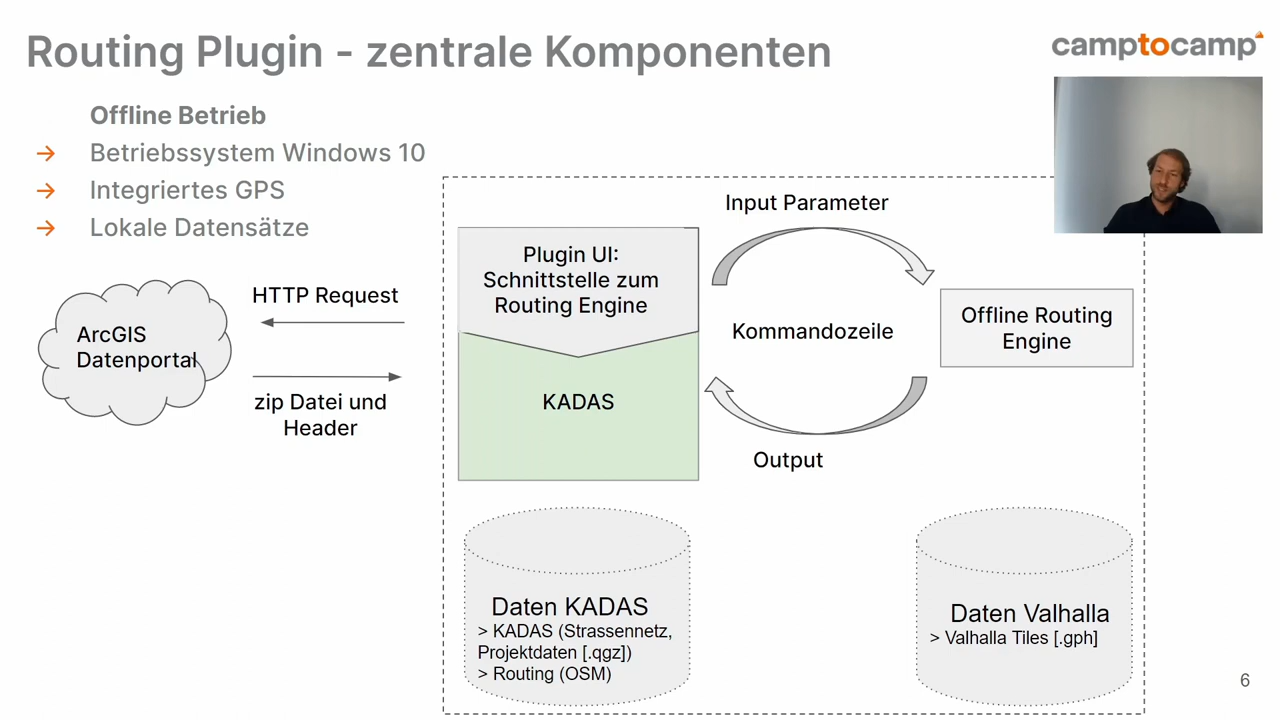 Routing Plugin - zentrale Komponenten
camptocamp
Offline Betrieb
→ Betriebssystem Windows 10
→ Integriertes GPS
→ Lokale Datensätze
ArcGIS
Datenportal
HTTP Request
zip Datei und
Header
Plugin UI:
Schnittstelle zum
Routing Engine
KADAS
Input Parameter
Kommandozeile
Output
Offline Routing
Engine
Daten KADAS
> KADAS (Strassennetz,
Projektdaten [.qgz])
> Routing (OSM)
Daten Valhalla
> Valhalla Tiles [.gph]
6